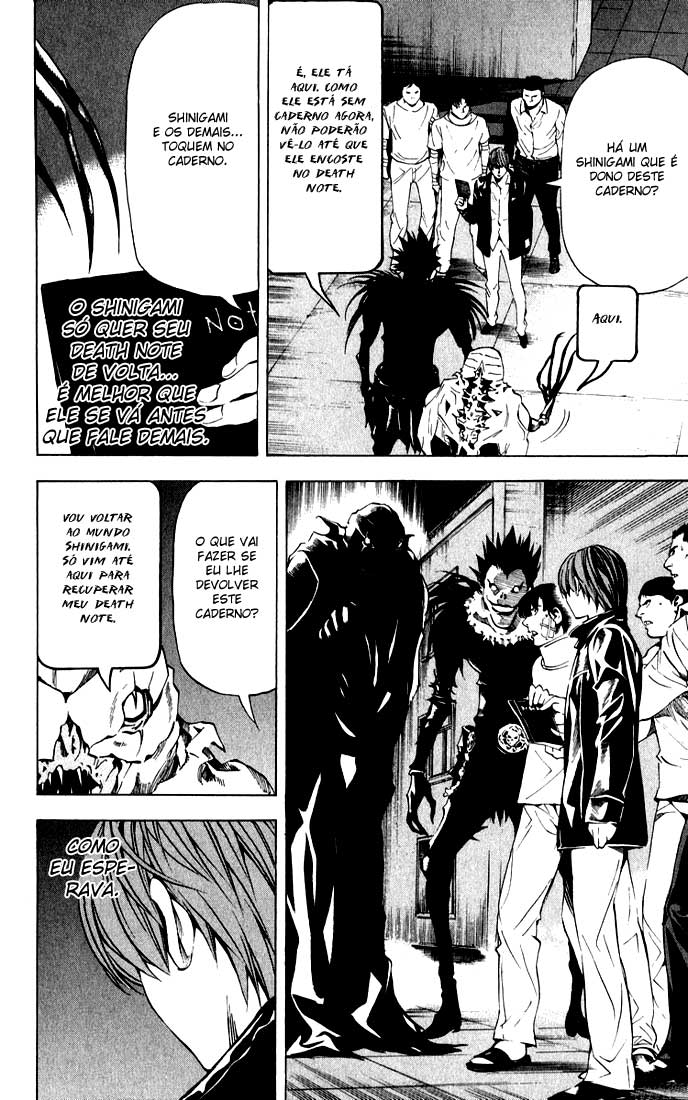 HÁ UM
SHINIGAMI QUE É
DONO DESTE
CADERNO?
AQUI.
É, ELE TÁ
AQUI. COMO
ELE ESTÁ SEM
CADERNO AGORA,
NÃO PODERÃO
VÊ-LO ATÉ QUE
ELE ENCOSTE
NO DEATH
NOTE.
SHINIGAMI
E OS DEMAIS...
TOQUEM NO
CADERNO.
NOT
O SHINIGAMI
SÓ QUER SEU
DEATH NOTE
DE VOLTA...
É MELHOR QUE
ELE SE VÁ ANTES
QUE FALE DEMAIS.
O QUE VAI
FAZER SE EU
LHE DEVOLVER
ESTE
CADERNO?
VOU VOLTAR
AO MUNDO
SHINIGAMI.
SÓ VIM ATÉ
AQUI PARA
RECUPERAR
MEU DEATH
NOTE.
COMO
EU ESPE-
RAVA.